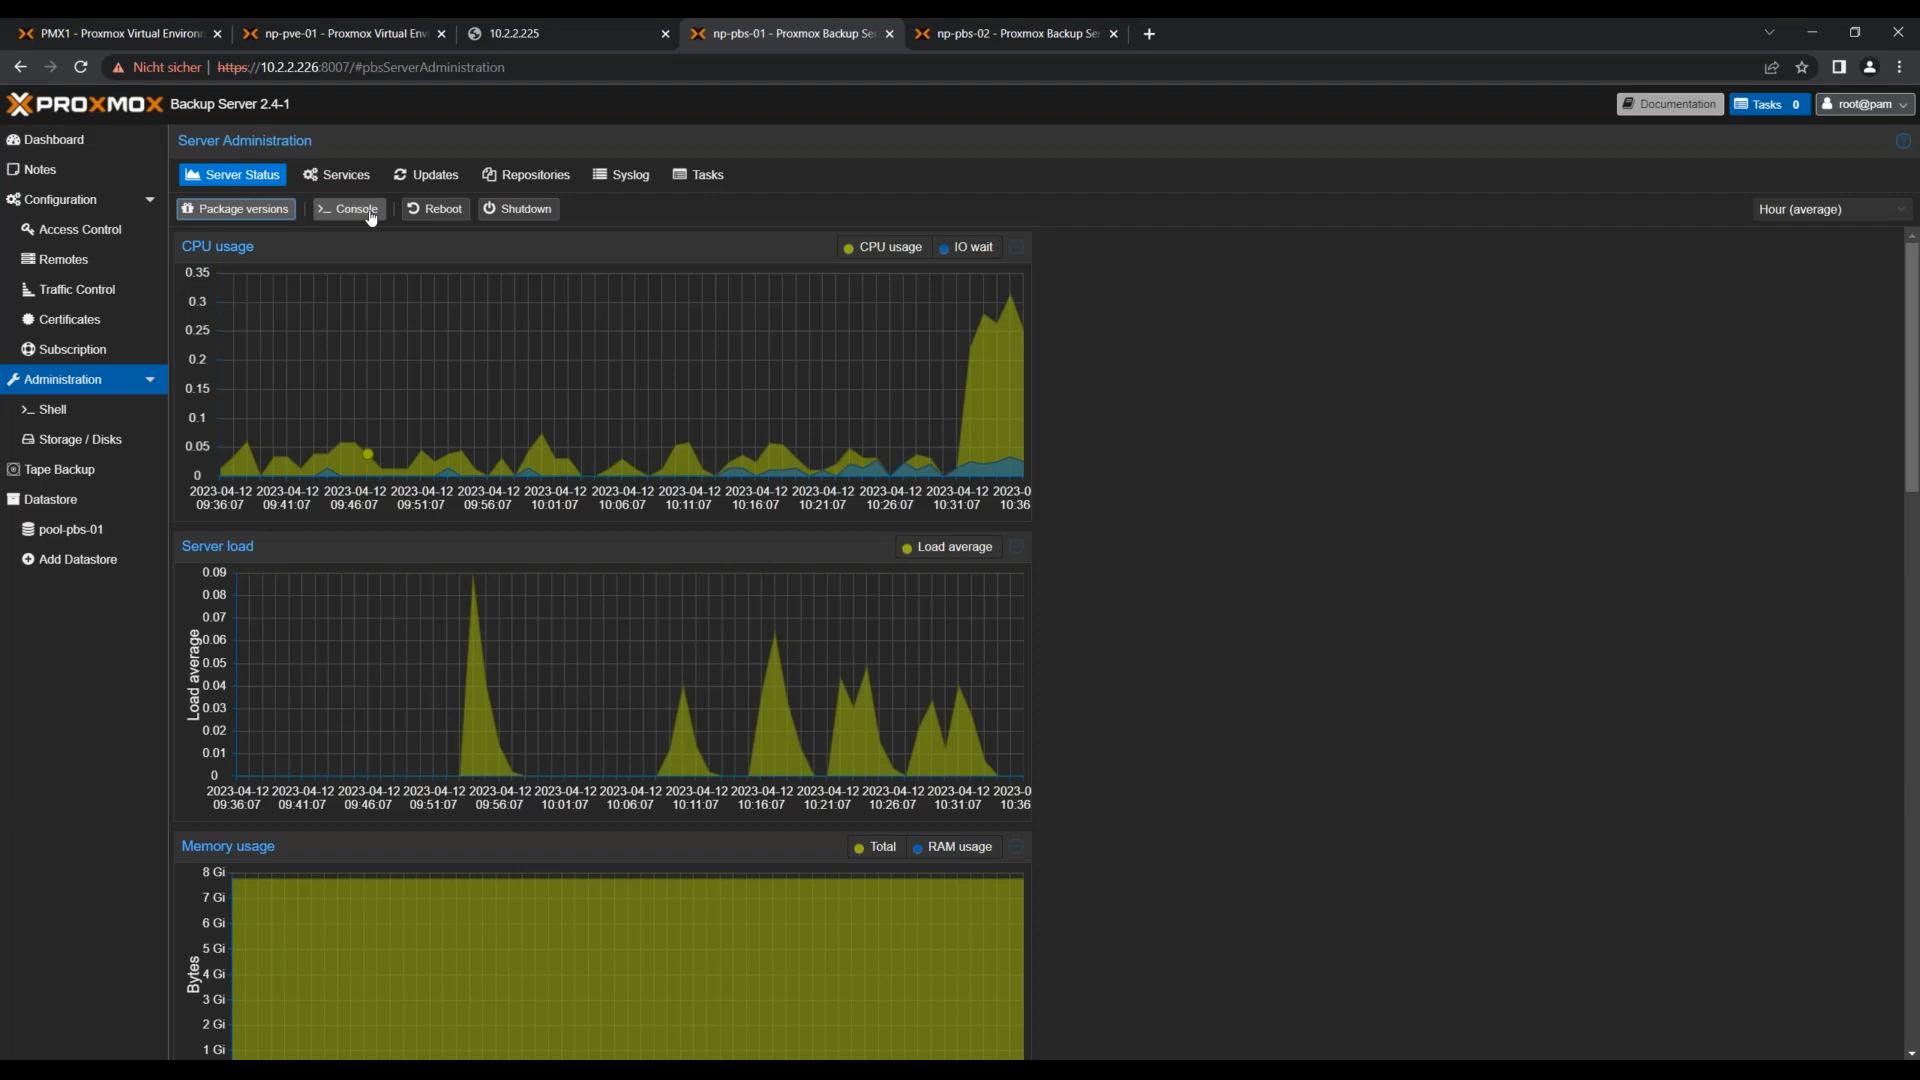 PMX1 - Proxmox Virtual Environ
np-pve-01 - Proxmox Virtual Env
10.2.2.225
np-pbs-01 - Proxmox Backup Se
np-pbs-02 - Proxmox Backup Se
Nicht sicher | https://10.2.2.226:8007/#pbsServerAdministration
PROXMOX Backup Server 2.4-1
Documentation
Tasks 0
root@pam
Dashboard
Notes
Configuration
Access Control
Remotes
Traffic Control
Certificates
Subscription
Administration
Shell
Storage / Disks
Tape Backup
Datastore
pool-pbs-01
Add Datastore
Server Administration
Server Status
Services
Updates
Repositories
Syslog
Tasks
Package versions
Console
Reboot
Shutdown
Hour (average)
CPU usage
CPU usage
IO wait
0.35
0.3
0.25
0.2
0.15
0.1
0.05
0
2023-04-12 2023-04-12 2023-04-12 2023-04-12 2023-04-12 2023-04-12 2023-04-12 2023-04-12 2023-04-12 2023-04-12 2023-04-12 2023-04-12 2023-0
09:36:07 09:41:07 09:46:07 09:51:07 09:56:07 10:01:07 10:06:07 10:11:07 10:16:07 10:21:07 10:26:07 10:31:07 10:36
Server load
Load average
Load average
0.09
0.08
0.07
0.06
0.05
0.04
0.03
0.02
0.01
0
2023-04-12 2023-04-12 2023-04-12 2023-04-12 2023-04-12 2023-04-12 2023-04-12 2023-04-12 2023-04-12 2023-04-12 2023-04-12 2023-04-12 2023-0
09:36:07 09:41:07 09:46:07 09:51:07 09:56:07 10:01:07 10:06:07 10:11:07 10:16:07 10:21:07 10:26:07 10:31:07 10:36
Memory usage
Total
RAM usage
Bytes
8 Gi
7 Gi
6 Gi
5 Gi
4 Gi
3 Gi
2 Gi
1 Gi